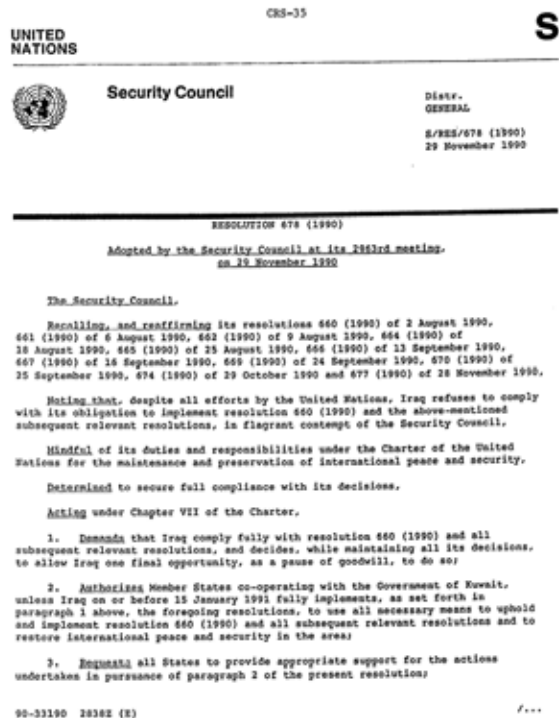 CRS-35
UNITED
NATIONS
S
Security Council
Distr.
GENERAL
S/RES/678 (1990)
29 November 1990
RESOLUTION 678 (1990)
Adopted by the Security Council at its 2963rd meeting,
on 29 November 1990
The Security Council,
Recalling, and reaffirming its resolutions 660 (1990) of 2 August 1990,
661 (1990) of 6 August 1990, 662 (1990) of 9 August 1990, 664 (1990) of
18 August 1990, 665 (1990) of 25 August 1990, 666 (1990) of 13 September 1990,
667 (1990) of 16 September 1990, 669 (1990) of 24 September 1990, 670 (1990) of
25 September 1990, 674 (1990) of 29 October 1990 and 677 (1990) of 28 November 1990,
Noting that, despite all efforts by the United Nations, Iraq refuses to comply
with its obligation to implement resolution 660 (1990) and the above-mentioned
subsequent relevant resolutions, in flagrant contempt of the Security Council,
Mindful of its duties and responsibilities under the Charter of the United
Nations for the maintenance and preservation of international peace and security,
Determined to secure full compliance with its decisions,
Acting under Chapter VII of the Charter,
1. Demands that Iraq comply fully with resolution 660 (1990) and all
subsequent relevant resolutions, and decides, while maintaining all its decisions,
to allow Iraq one final opportunity, as a pause of goodwill, to do so;
2. Authorizes Member States co-operating with the Government of Kuwait,
unless Iraq on or before 15 January 1991 fully implements, as set forth in
paragraph 1 above, the foregoing resolutions, to use all necessary means to uphold
and implement resolution 660 (1990) and all subsequent relevant resolutions and to
restore international peace and security in the area;
3. Requests all States to provide appropriate support for the actions
undertaken in pursuance of paragraph 2 of the present resolution;
90-33190 2838Z (E)
/...